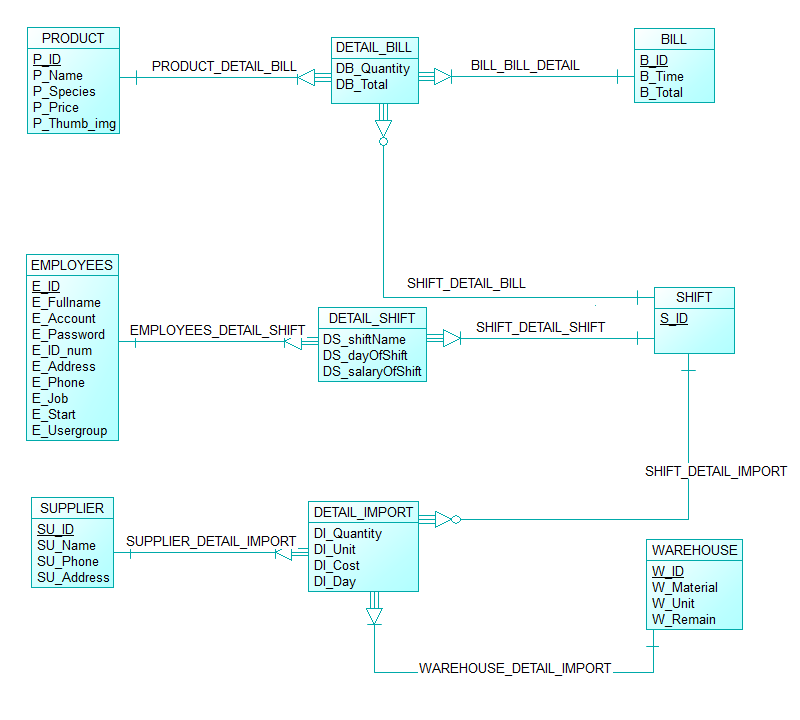 PRODUCT
P_ID
P_Name
P_Species
P_Price
P_Thumb_img
PRODUCT_DETAIL_BILL
DETAIL_BILL
DB_Quantity
DB_Total
BILL_BILL_DETAIL
BILL
B_ID
B_Time
B_Total
SHIFT_DETAIL_BILL
EMPLOYEES
E_ID
E_Fullname
E_Account
E_Password
E_ID_num
E_Address
E_Phone
E_Job
E_Start
E_Usergroup
EMPLOYEES_DETAIL_SHIFT
DETAIL_SHIFT
DS_shiftName
DS_dayOfShift
DS_salaryOfShift
SHIFT_DETAIL_SHIFT
SHIFT
S_ID
SHIFT_DETAIL_IMPORT
SUPPLIER
SU_ID
SU_Name
SU_Phone
SU_Address
SUPPLIER_DETAIL_IMPORT
DETAIL_IMPORT
DI_Quantity
DI_Unit
DI_Cost
DI_Day
WAREHOUSE
W_ID
W_Material
W_Unit
W_Remain
WAREHOUSE_DETAIL_IMPORT